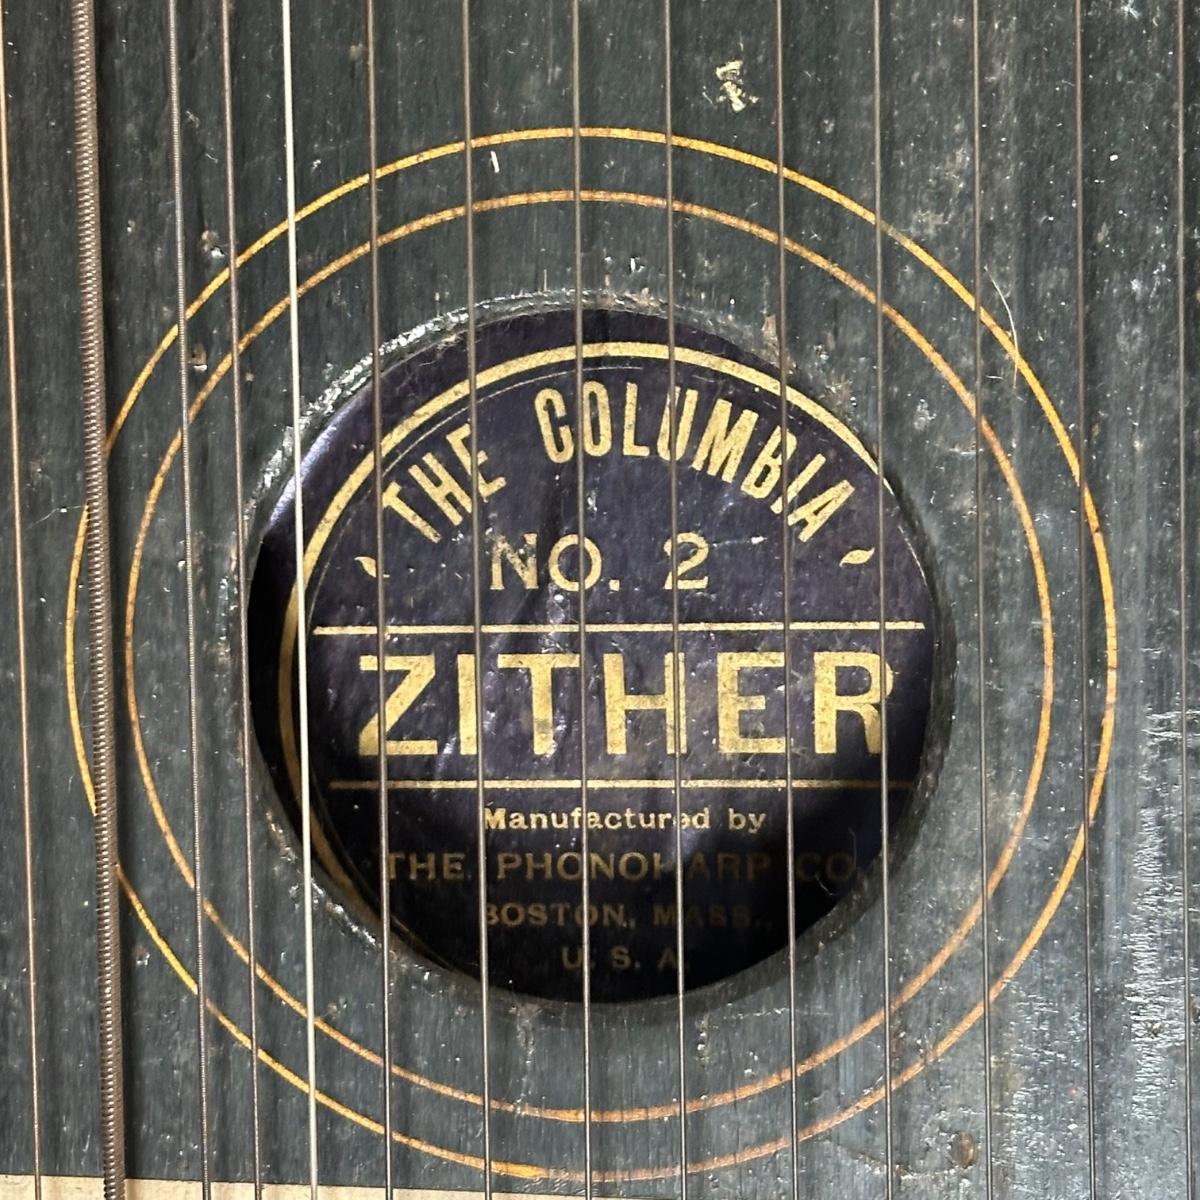 THE COLUMBIA
NO. 2
ZITHER
Manufactured by
THE PHONOHARP CO.
BOSTON, MASS.,
U. S. A.